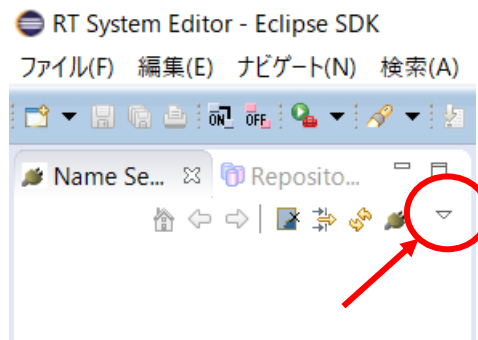 RT System Editor - Eclipse SDK
ファイル(F) 編集(E) ナビゲート(N) 検索(A)
ON OFF
Name Se... Reposito...